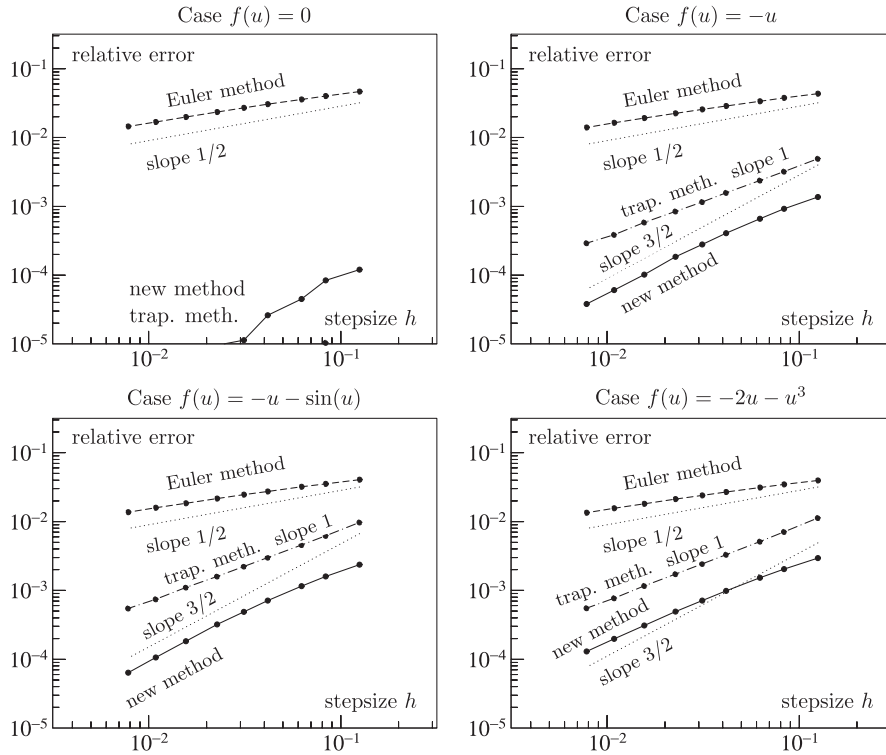 Case f(u) = 0
relative error
10⁻¹
10⁻²
10⁻³
10⁻⁴
10⁻⁵
Euler method
slope 1/2
new method
trap. meth.
stepsize h
10⁻²
10⁻¹
Case f(u) = −u
relative error
10⁻¹
10⁻²
10⁻³
10⁻⁴
10⁻⁵
Euler method
slope 1/2
trap. meth. slope 1
slope 3/2
new method
stepsize h
10⁻²
10⁻¹
Case f(u) = −u − sin(u)
relative error
10⁻¹
10⁻²
10⁻³
10⁻⁴
10⁻⁵
Euler method
slope 1/2
trap. meth. slope 1
slope 3/2
new method
stepsize h
10⁻²
10⁻¹
Case f(u) = −2u − u³
relative error
10⁻¹
10⁻²
10⁻³
10⁻⁴
10⁻⁵
Euler method
slope 1/2
trap. meth. slope 1
new method
slope 3/2
stepsize h
10⁻²
10⁻¹